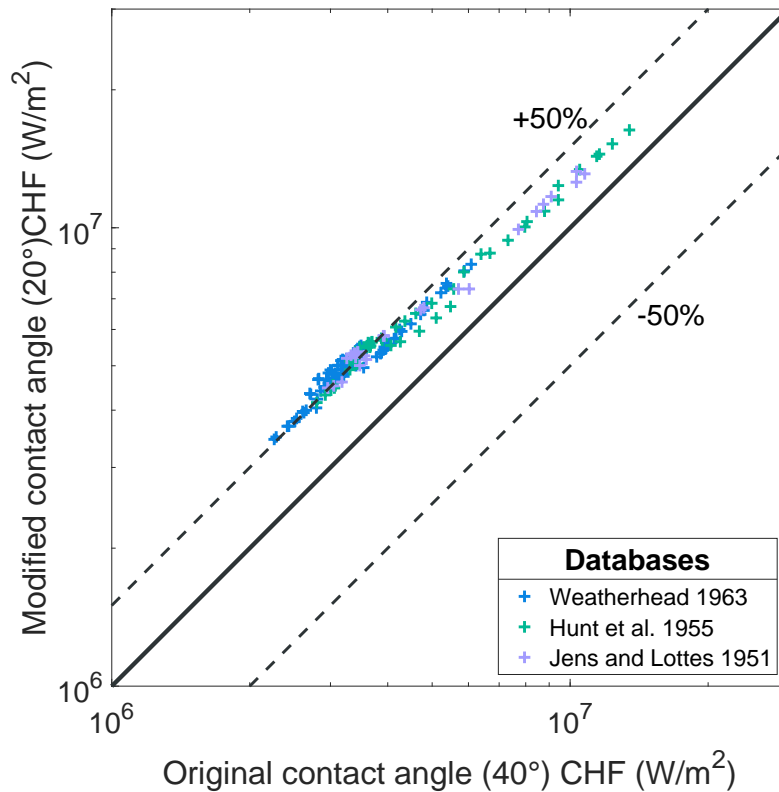 Modified contact angle (20°)CHF (W/m²)
+50%
10⁷
-50%
Databases
Weatherhead 1963
Hunt et al. 1955
Jens and Lottes 1951
10⁶
10⁶
10⁷
Original contact angle (40°) CHF (W/m²)